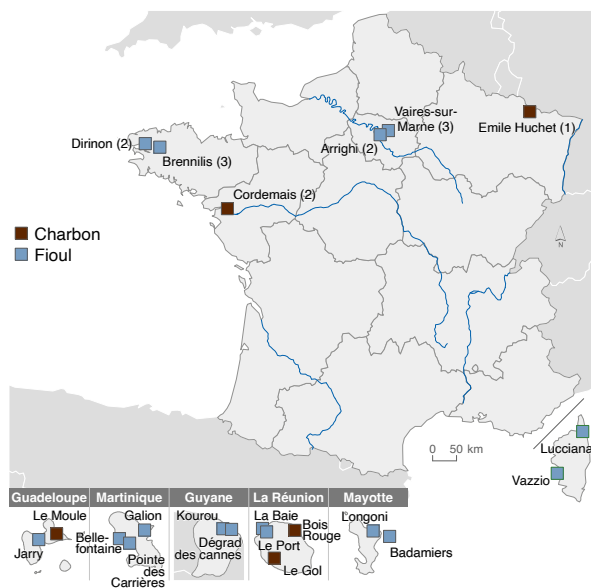 Vaires-sur-
Marne (3)
Emile Huchet (1)
Dirinon (2)
Arrighi (2)
Brennilis (3)
Cordemais (2)
Charbon
Fioul
N
0 50 km
Lucciana
Vazzio
Guadeloupe
Martinique
Guyane
La Réunion
Mayotte
Le Moule
Jarry
Galion
Belle-
fontaine
Pointe
des
Carrières
Kourou
Dégrad
des cannes
La Baie
Bois
Rouge
Le Port
Le Gol
Longoni
Badamiers